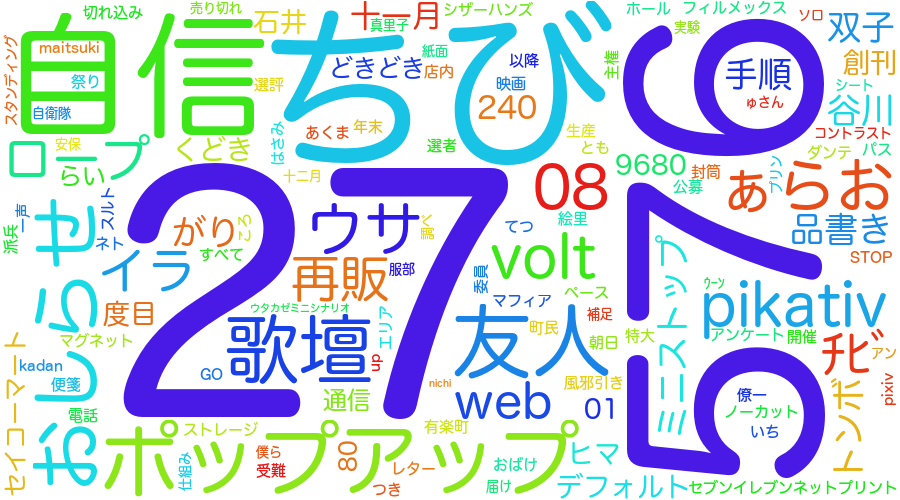 切れ込み
売り切れ
石井
十一月
真里子
シザーハンズ
ホール
フィルメックス
ソロ
双子
スタンディング
maitsuki
祭り
自衛隊
自信
ちび
選評
どきどき
紙面
店内
以降
映画
240
主権
実験
576
手順
ゅさん
創刊
シート
谷川
コントラスト
安保
ロープ
くどき
はさみ
あくま
年末
選者
生産
とも
9680
封筒
公募
ダンテ
パス
プリン
らい
十二月
27
08
あらお
一声
派兵
おしらせ
ネト
スルト
がり
すべて
ころ
ウサ
調べ
volt
てつ
絵里
品書き
STOP
イラ
再販
服部
委員
ペース
ミニストップ
度目
ウタカゼミニシナリオ
マフィア
補足
pikativ
ウーン
マグネット
歌壇
エリア
友人
町民
朝日
特大
アンケート
開催
チビ
アン
セイコーマート
kadan
便箋
GO
up
nichi
web
風邪引き
01
僚一
ノーカット
いち
pixiv
トンボ
電話
通信
ポップアップ
ストレージ
有楽町
仕組み
僕ら
受難
80
レター
つき
おばけ
届け
ヒマ
デフォルト
セブンイレブンネットプリント